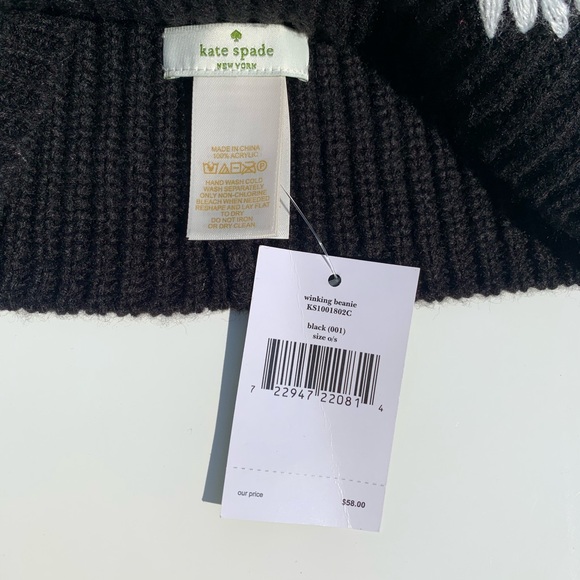 kate spade
NEW YORK
MADE IN CHINA
100% ACRYLIC
HAND WASH COLD
WASH SEPARATELY
ONLY NON-CHLORINE
BLEACH WHEN NEEDED
RESHAPE AND LAY FLAT
TO DRY
DO NOT IRON
OR DRY CLEAN
winking beanie
KS1001802C
black (001)
size o/s
7 22947 22081 4
our price $58.00